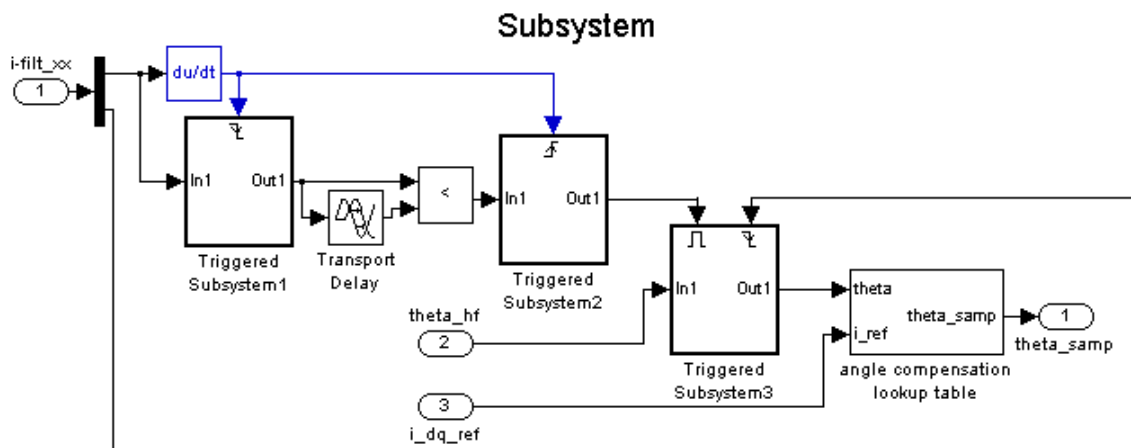 Subsystem
i-filt_xx
1
du/dt
In1
Out1
Triggered
Subsystem1
Transport
Delay
<
In1
Out1
Triggered
Subsystem2
theta_hf
2
In1
Out1
Triggered
Subsystem3
3
i_dq_ref
theta
theta_samp
i_ref
angle compensation
lookup table
1
theta_samp